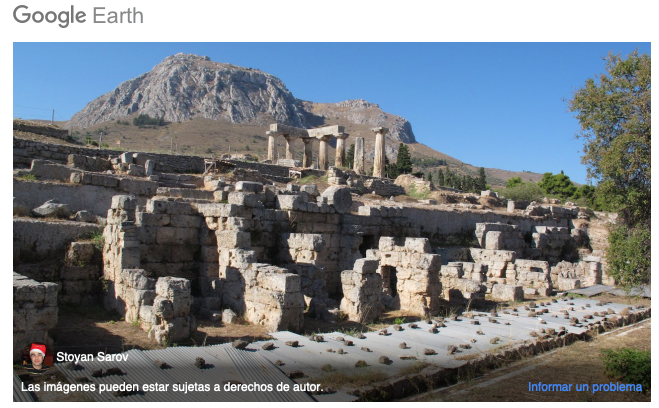 Google Earth
Stoyan Sarov
Las imágenes pueden estar sujetas a derechos de autor.
Informar un problema